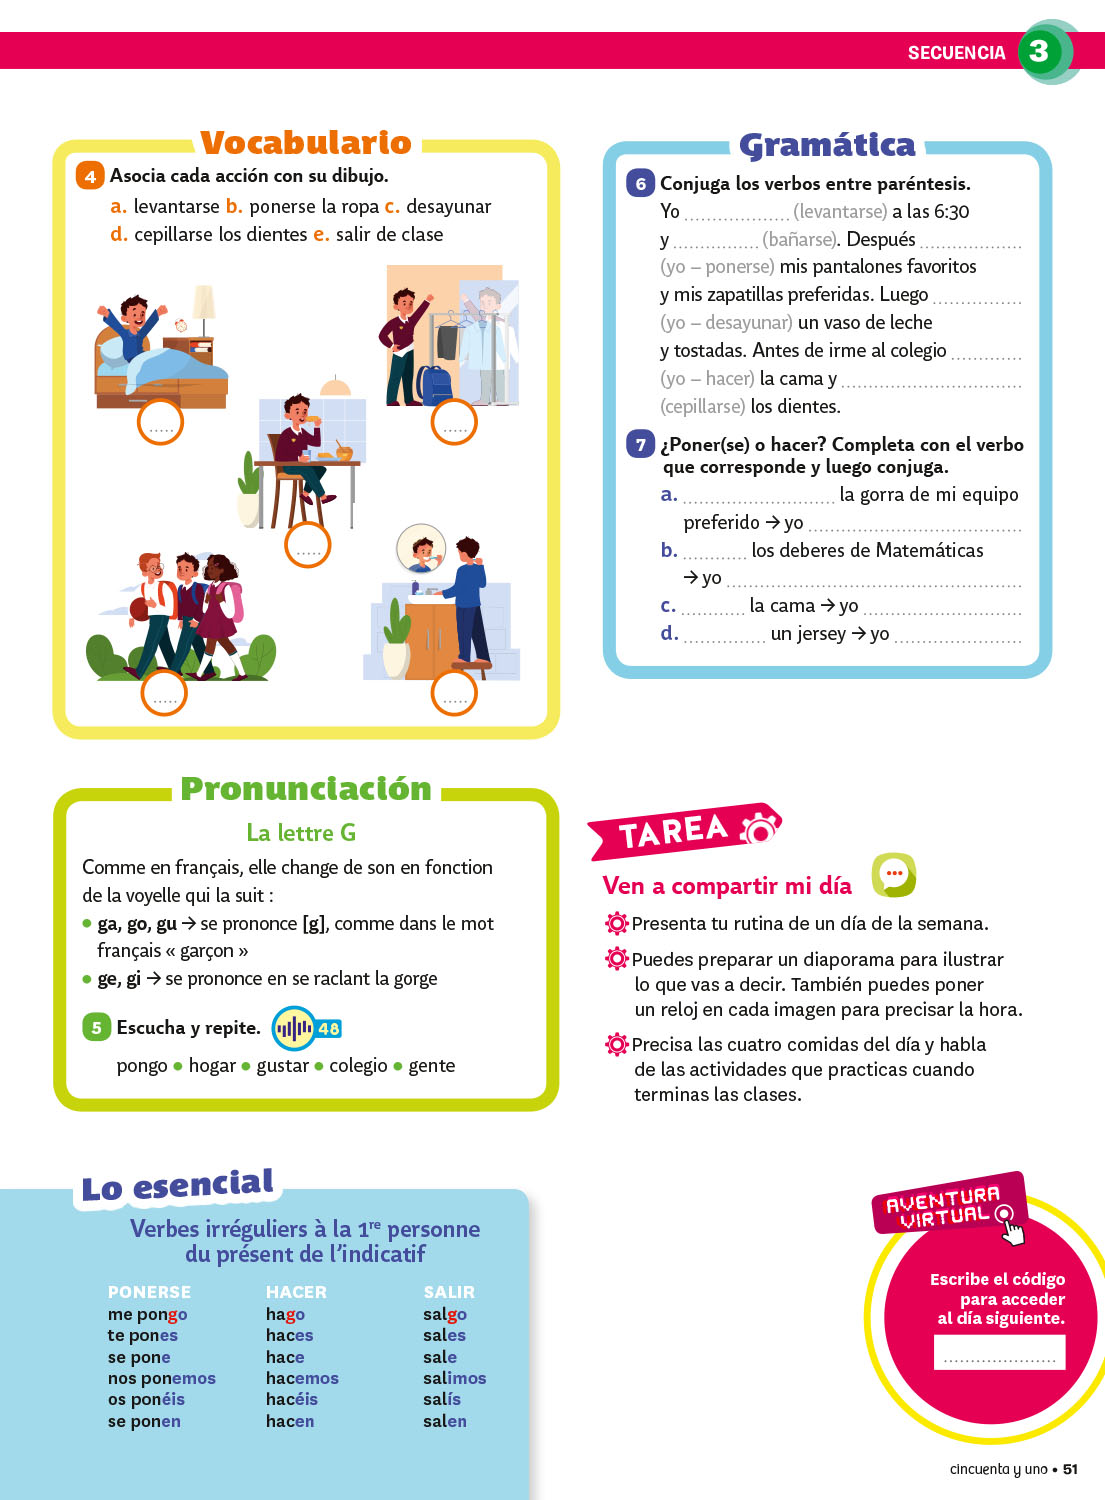 SECUENCIA 3
Vocabulario
4 Asocia cada acción con su dibujo.
a. levantarse b. ponerse la ropa c. desayunar
d. cepillarse los dientes e. salir de clase
.....
.....
.....
.....
.....
Gramática
6 Conjuga los verbos entre paréntesis.
Yo .................... (levantarse) a las 6:30
y ................ (bañarse). Después ...................
(yo – ponerse) mis pantalones favoritos
y mis zapatillas preferidas. Luego .................
(yo – desayunar) un vaso de leche
y tostadas. Antes de irme al colegio .............
(yo – hacer) la cama y ..................................
(cepillarse) los dientes.
7 ¿Poner(se) o hacer? Completa con el verbo
que corresponde y luego conjuga.
a. ............................. la gorra de mi equipo
preferido → yo ........................................
b. ............ los deberes de Matemáticas
→ yo ........................................................
c. ............ la cama → yo ..............................
d. ................ un jersey → yo ........................
Pronunciación
La lettre G
Comme en français, elle change de son en fonction
de la voyelle qui la suit :
• ga, go, gu → se prononce [g], comme dans le mot
français « garçon »
• ge, gi → se prononce en se raclant la gorge
5 Escucha y repite. 48
pongo • hogar • gustar • colegio • gente
TAREA
Ven a compartir mi día
Presenta tu rutina de un día de la semana.
Puedes preparar un diaporama para ilustrar
lo que vas a decir. También puedes poner
un reloj en cada imagen para precisar la hora.
Precisa las cuatro comidas del día y habla
de las actividades que practicas cuando
terminas las clases.
Lo esencial
Verbes irréguliers à la 1re personne
du présent de l'indicatif
PONERSE HACER SALIR
me pongo hago salgo
te pones haces sales
se pone hace sale
nos ponemos hacemos salimos
os ponéis hacéis salís
se ponen hacen salen
AVENTURA
VIRTUAL
Escribe el código
para acceder
al día siguiente.
.....................
cincuenta y uno • 51